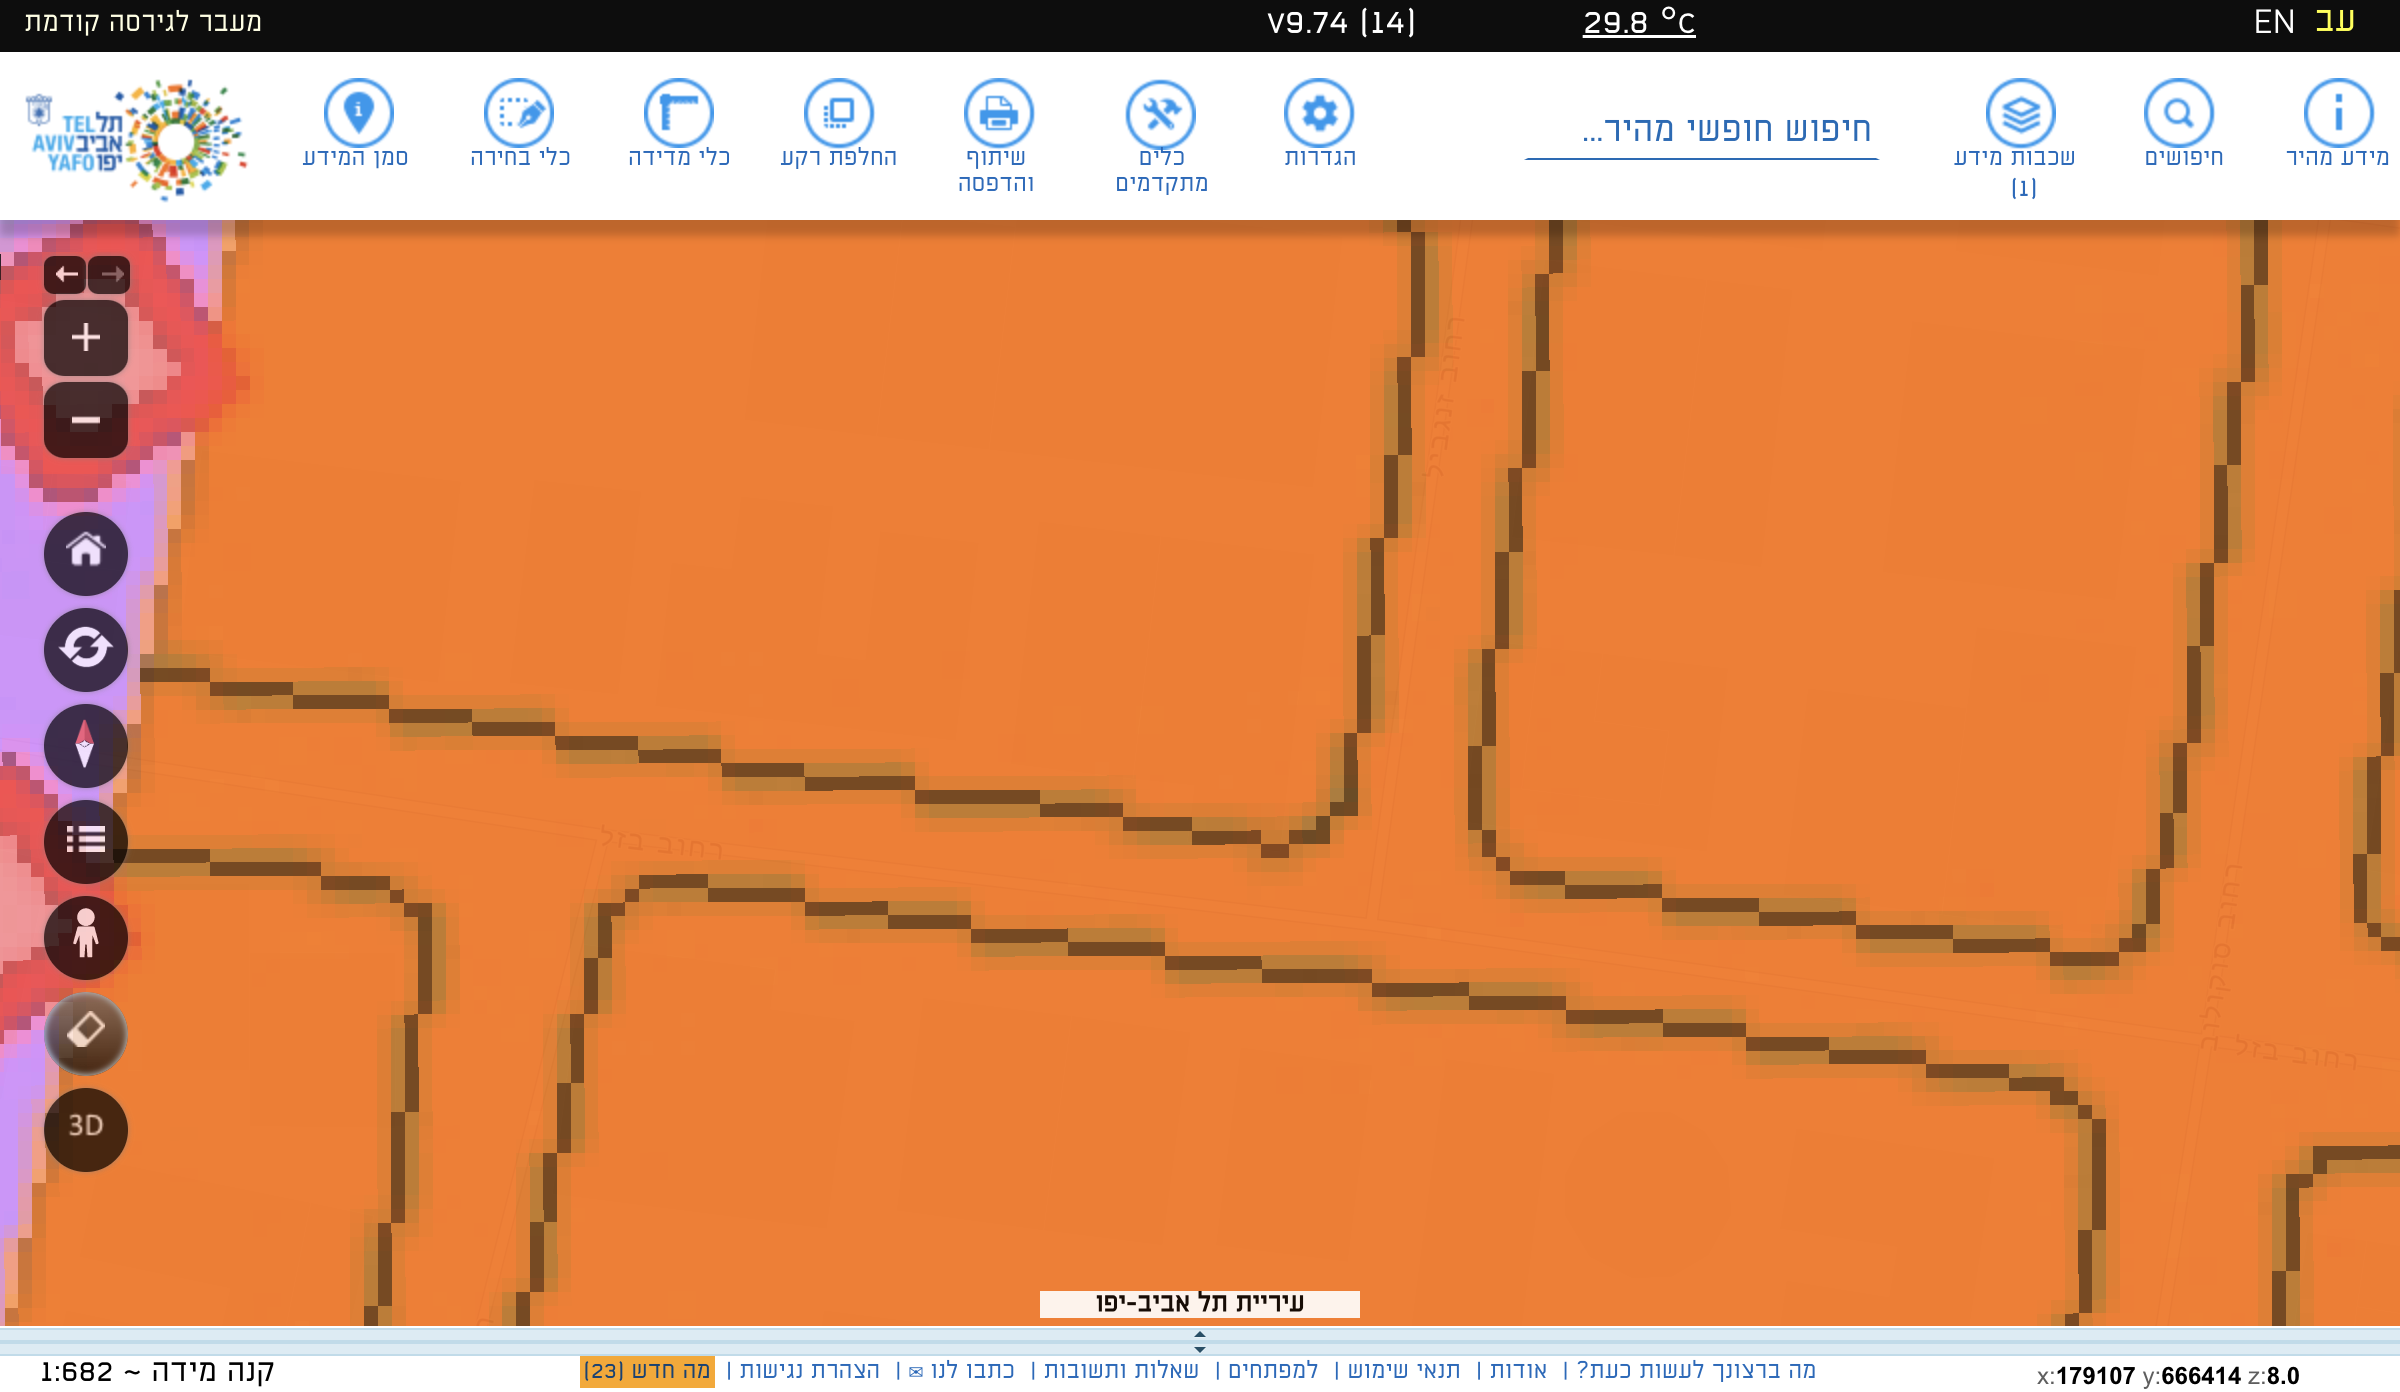 עב EN
29.8 °C
V9.74 (14)
מעבר לגירסה קודמת
מידע מהיר
חיפושים
שכבות מידע
(1)
חיפוש חופשי מהיר...
הגדרות
כלים
מתקדמים
שיתוף
והדפסה
החלפת רקע
כלי מדידה
כלי בחירה
סמן המידע
תל TEL
אביב AVIV
יפו YAFO
רחוב זנגביל
רחוב בזל
רחוב סוקולוב
רחוב בזל
3D
עיריית תל אביב-יפו
מה ברצונך לעשות כעת? | אודות | תנאי שימוש | למפתחים | שאלות ותשובות | כתבו לנו ✉ | הצהרת נגישות | מה חדש (23)
קנה מידה ~ 1:682
x:179107 y:666414 z:8.0